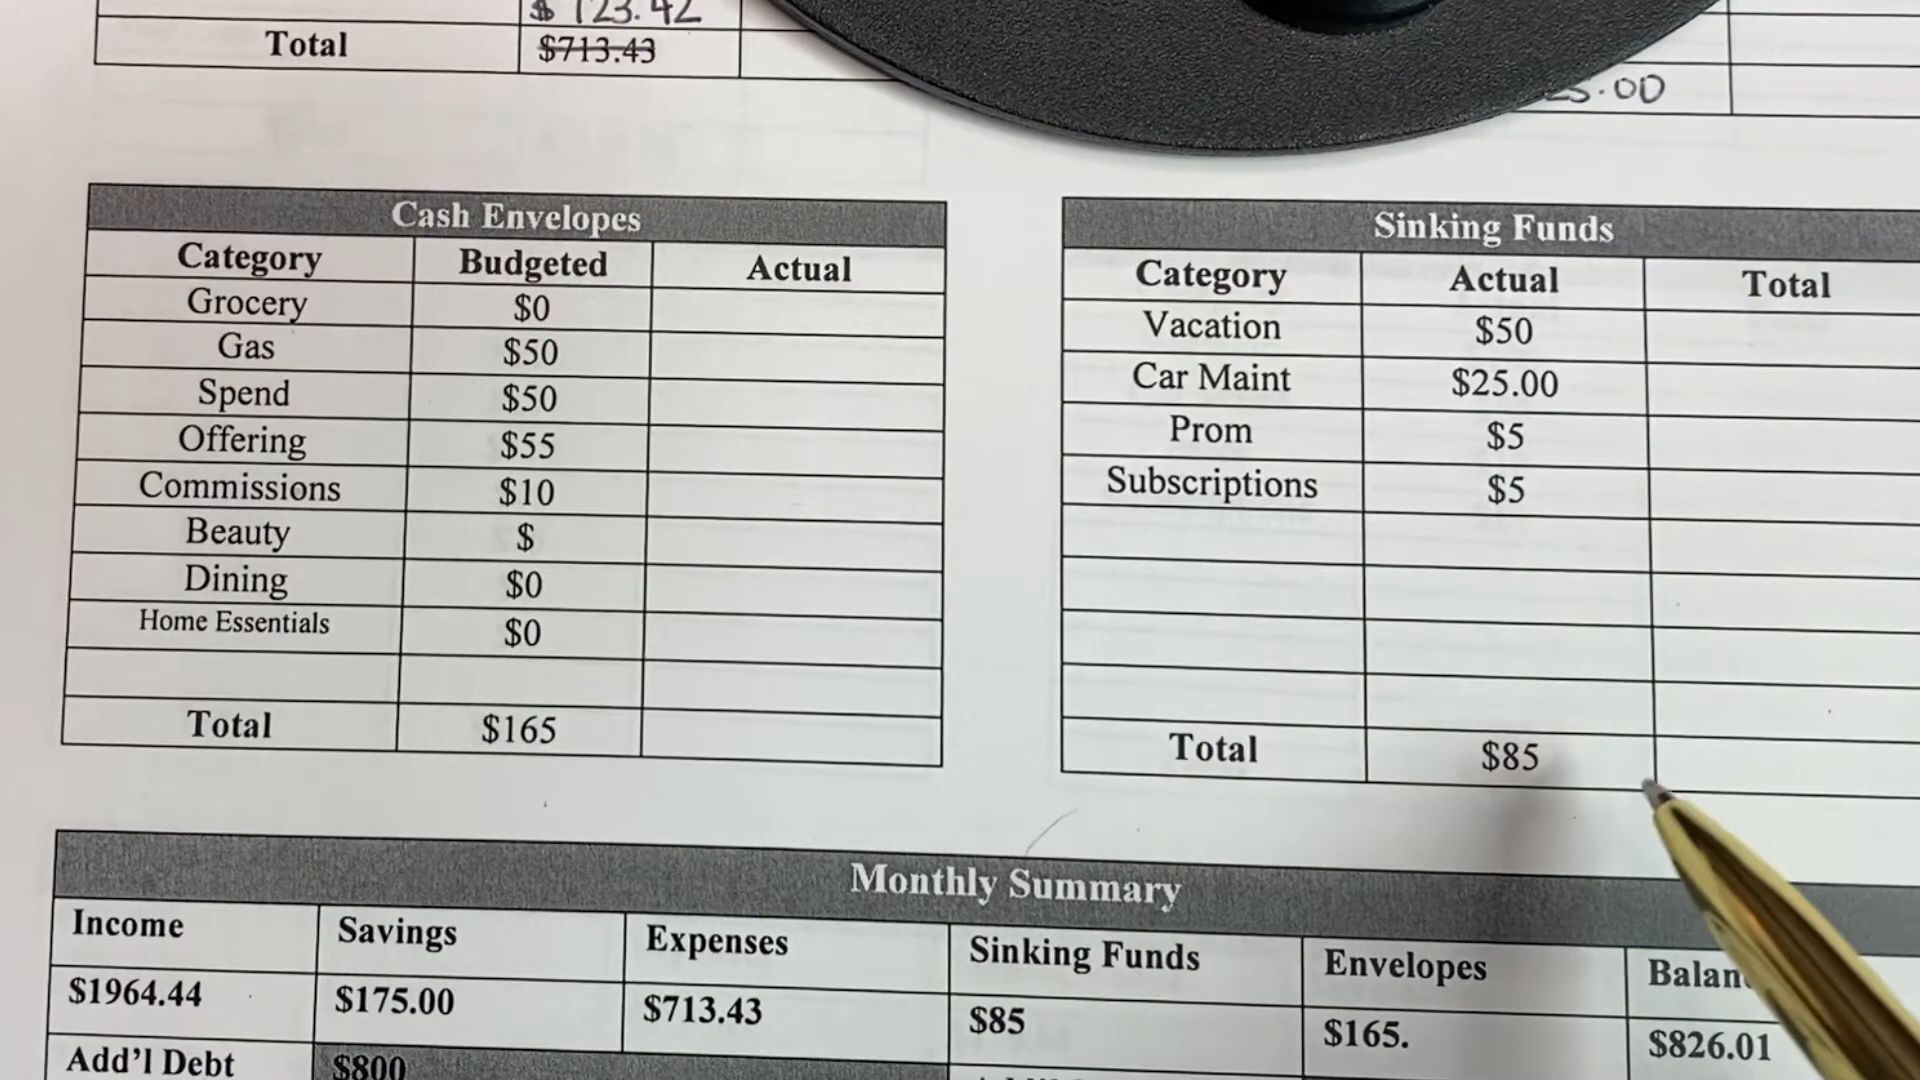 $ 123.42
Total $713.43
.00
Cash Envelopes
Category Budgeted Actual
Grocery $0
Gas $50
Spend $50
Offering $55
Commissions $10
Beauty $
Dining $0
Home Essentials $0
Total $165
Sinking Funds
Category Actual Total
Vacation $50
Car Maint $25.00
Prom $5
Subscriptions $5
Total $85
Monthly Summary
Income Savings Expenses Sinking Funds Envelopes
$1964.44 $175.00 $713.43 $85 $165. $826.01
Add'l Debt $800